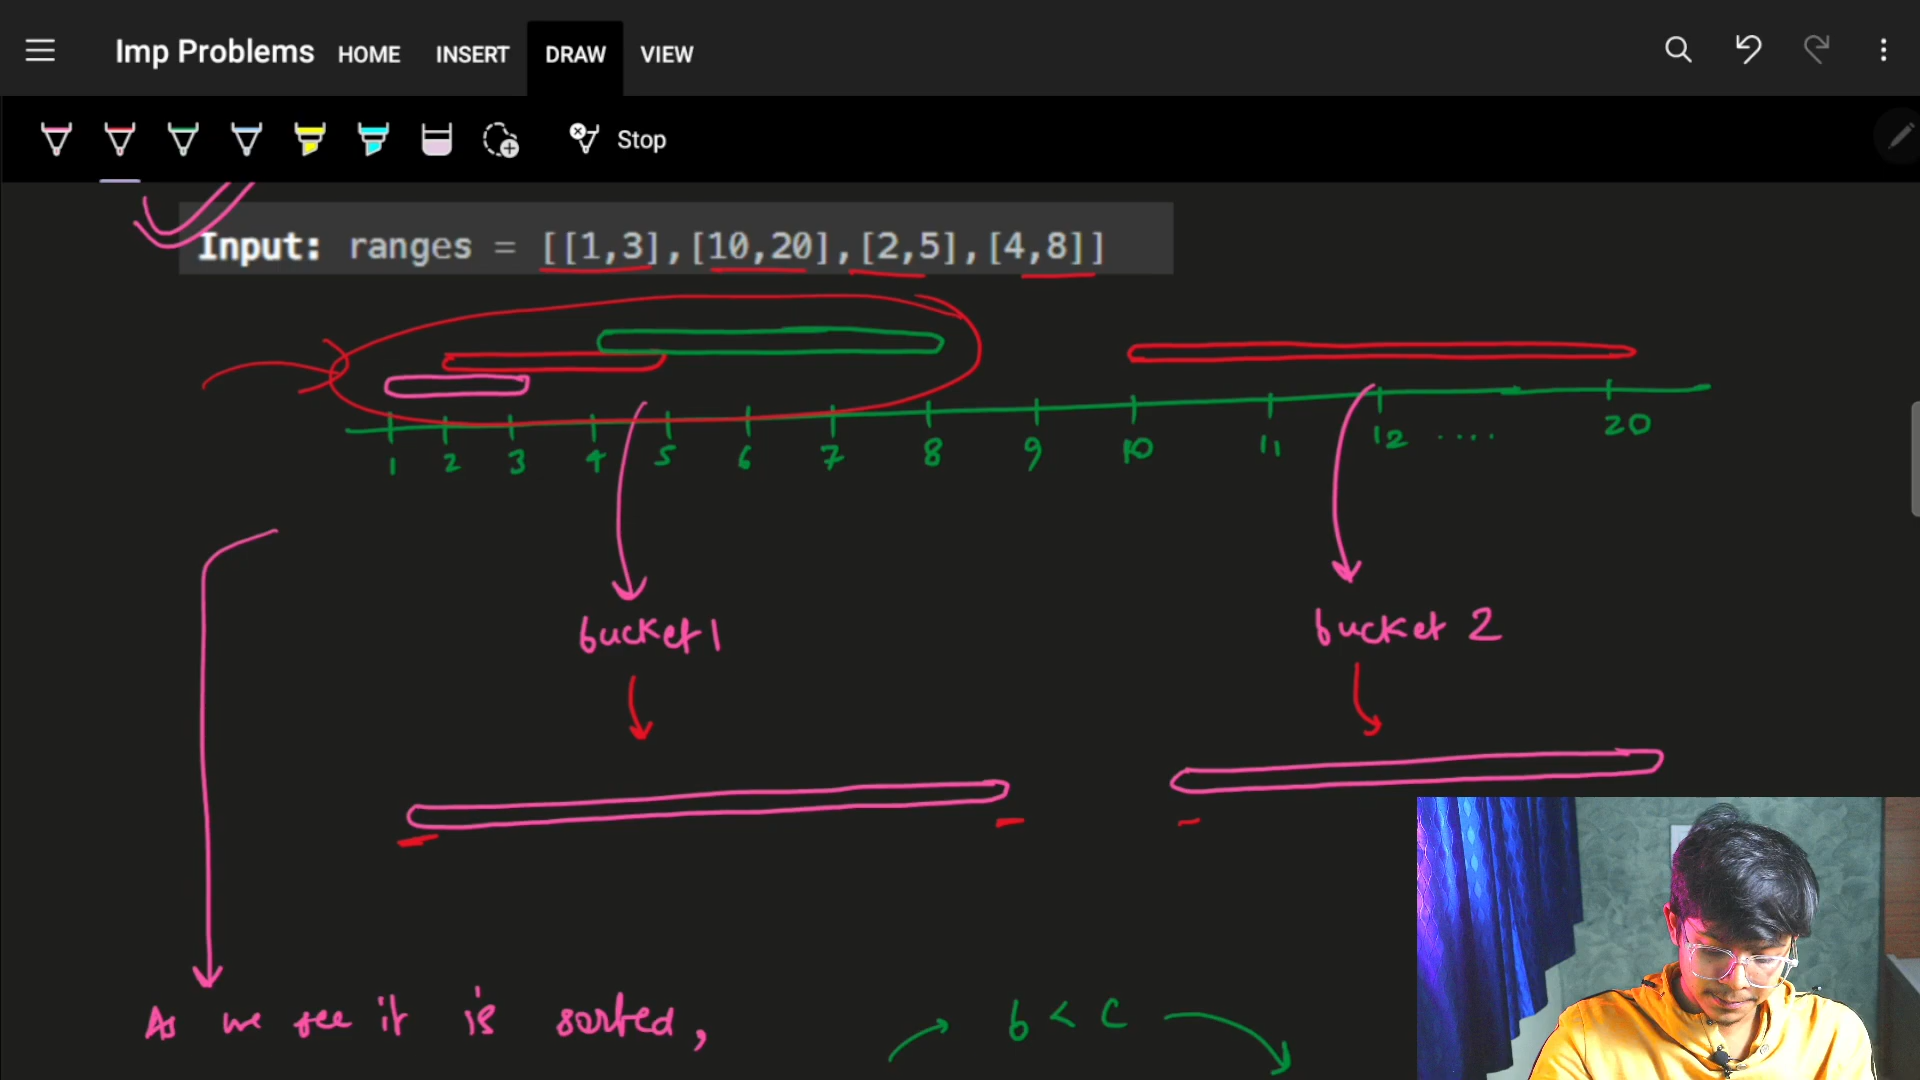 Imp Problems HOME INSERT DRAW VIEW
Stop
Input: ranges = [[1,3],[10,20],[2,5],[4,8]]
1 2 3 4 5 6 7 8 9 10 11 12 .... 20
bucket 1 bucket 2
As we see it is sorted, b < c